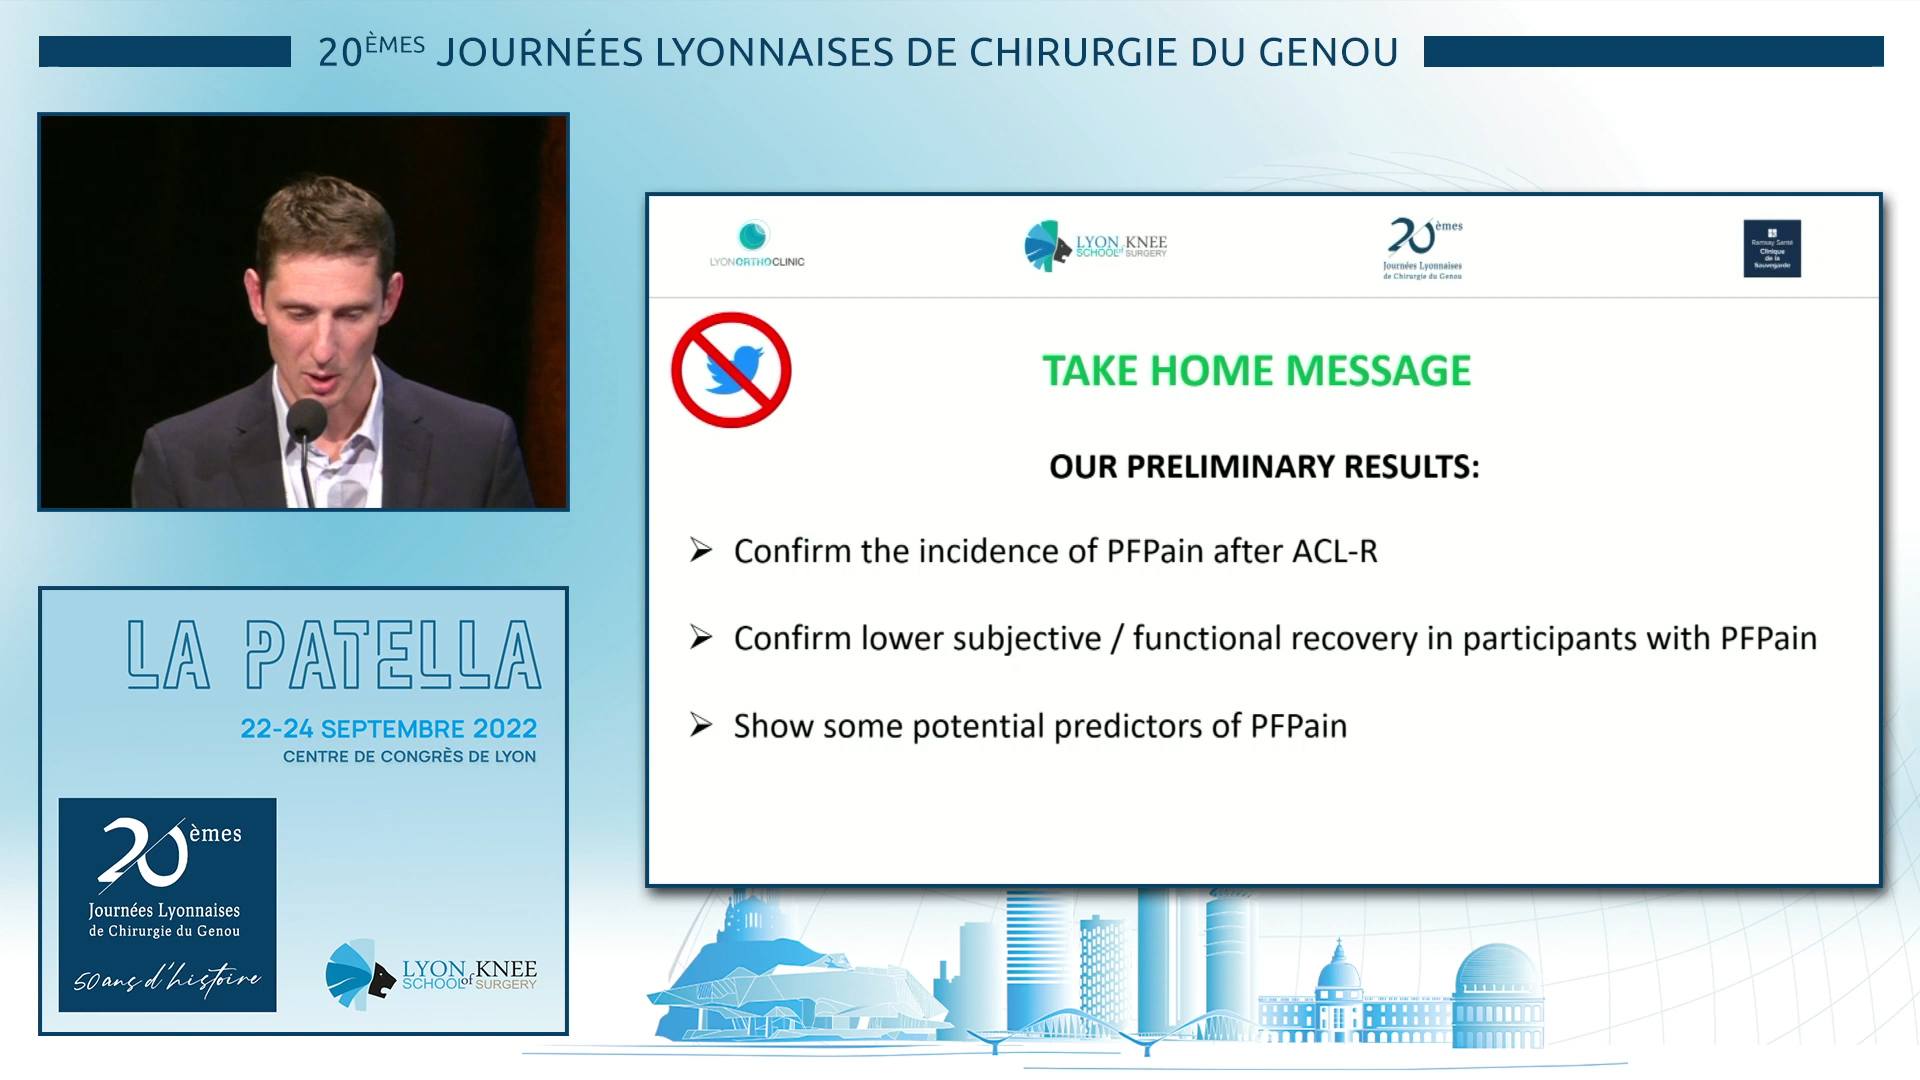 20ÈMES JOURNÉES LYONNAISES DE CHIRURGIE DU GENOU
LYONORTHOCLINIC
LYON KNEE
SCHOOL of SURGERY
20èmes
Journées Lyonnaises
de Chirurgie du Genou
Ramsay Santé
Clinique
de la
Sauvegarde
TAKE HOME MESSAGE
OUR PRELIMINARY RESULTS:
➢ Confirm the incidence of PFPain after ACL-R
➢ Confirm lower subjective / functional recovery in participants with PFPain
➢ Show some potential predictors of PFPain
LA PATELLA
22-24 SEPTEMBRE 2022
CENTRE DE CONGRÈS DE LYON
20èmes
Journées Lyonnaises
de Chirurgie du Genou
50 ans d'histoire
LYON KNEE
SCHOOL of SURGERY